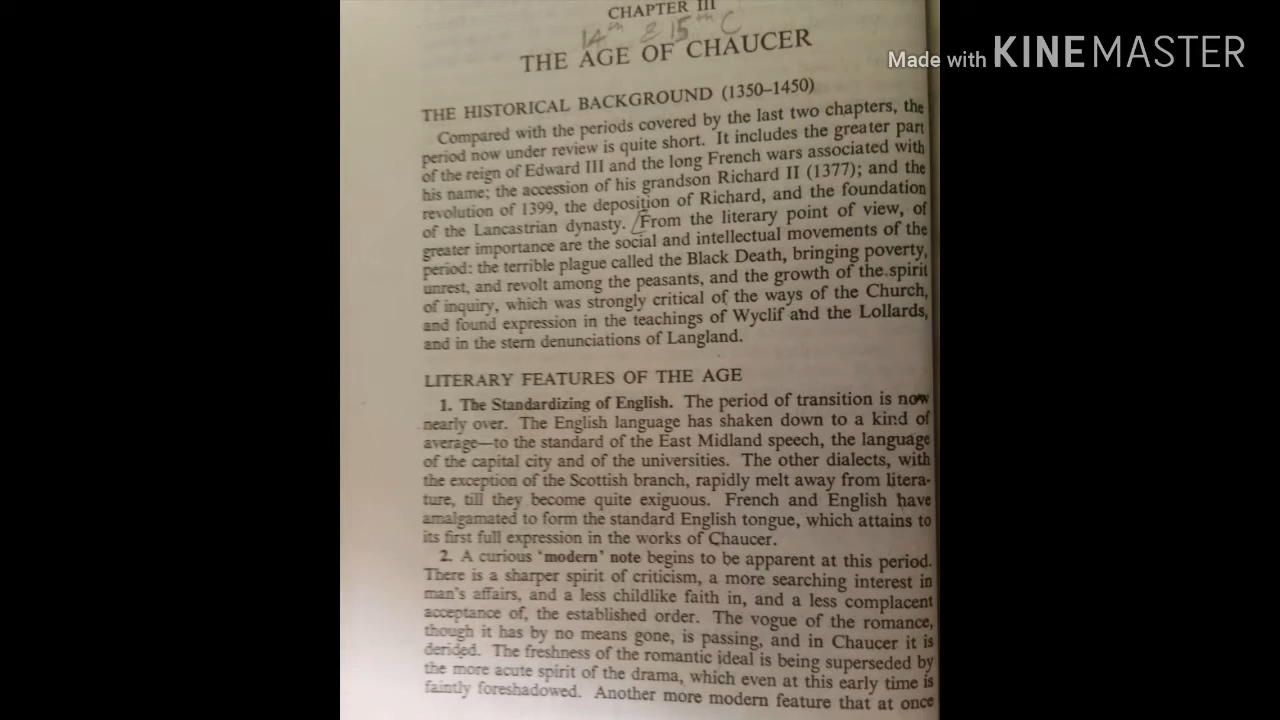 CHAPTER III
14th & 15th C
THE AGE OF CHAUCER
Made with KINEMASTER
THE HISTORICAL BACKGROUND (1350–1450)
Compared with the periods covered by the last two chapters, the
period now under review is quite short. It includes the greater part
of the reign of Edward III and the long French wars associated with
his name; the accession of his grandson Richard II (1377); and the
revolution of 1399, the deposition of Richard, and the foundation
of the Lancastrian dynasty. From the literary point of view, of
greater importance are the social and intellectual movements of the
period: the terrible plague called the Black Death, bringing poverty,
unrest, and revolt among the peasants, and the growth of the spirit
of inquiry, which was strongly critical of the ways of the Church,
and found expression in the teachings of Wyclif and the Lollards,
and in the stern denunciations of Langland.
LITERARY FEATURES OF THE AGE
1. The Standardizing of English. The period of transition is now
nearly over. The English language has shaken down to a kind of
average—to the standard of the East Midland speech, the language
of the capital city and of the universities. The other dialects, with
the exception of the Scottish branch, rapidly melt away from litera-
ture, till they become quite exiguous. French and English have
amalgamated to form the standard English tongue, which attains to
its first full expression in the works of Chaucer.
2. A curious ‘modern’ note begins to be apparent at this period.
There is a sharper spirit of criticism, a more searching interest in
man's affairs, and a less childlike faith in, and a less complacent
acceptance of, the established order. The vogue of the romance,
though it has by no means gone, is passing, and in Chaucer it is
derided. The freshness of the romantic ideal is being superseded by
the more acute spirit of the drama, which even at this early time is
faintly foreshadowed. Another more modern feature that at once